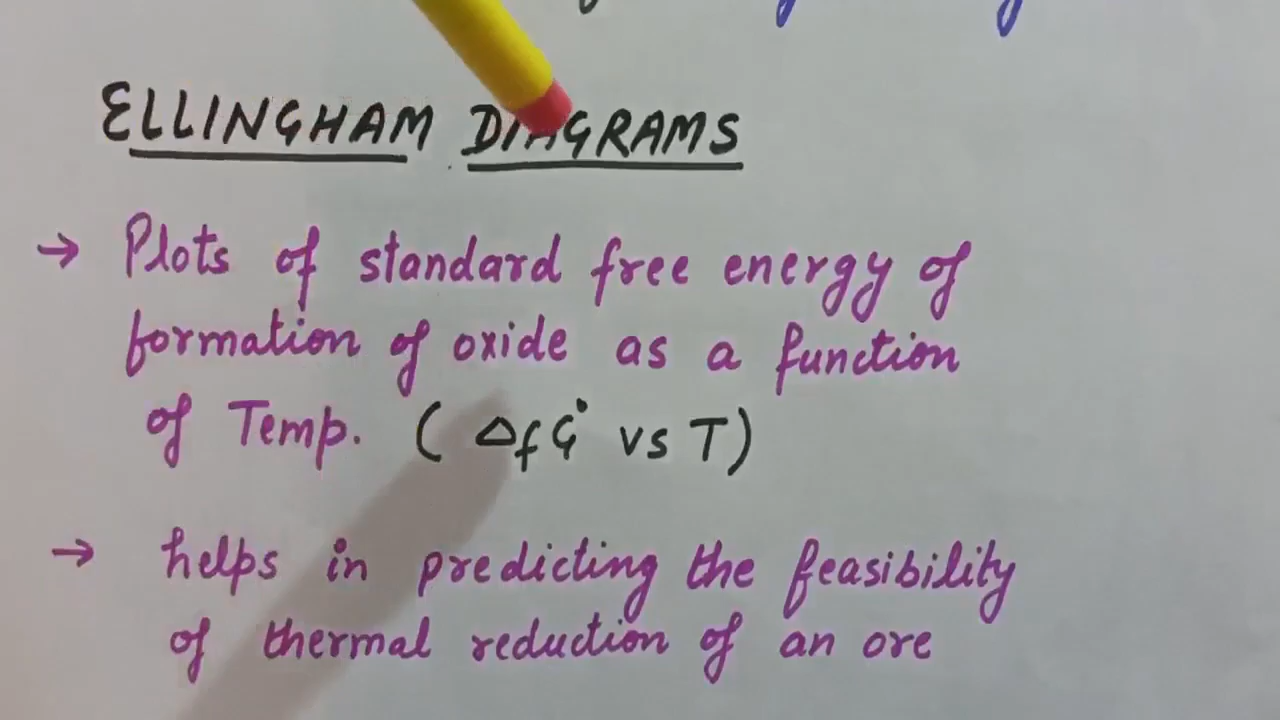 ELLINGHAM DIAGRAMS
→ Plots of standard free energy of
formation of oxide as a function
of Temp. ( ΔfG° vs T)
→ helps in predicting the feasibility
of thermal reduction of an ore